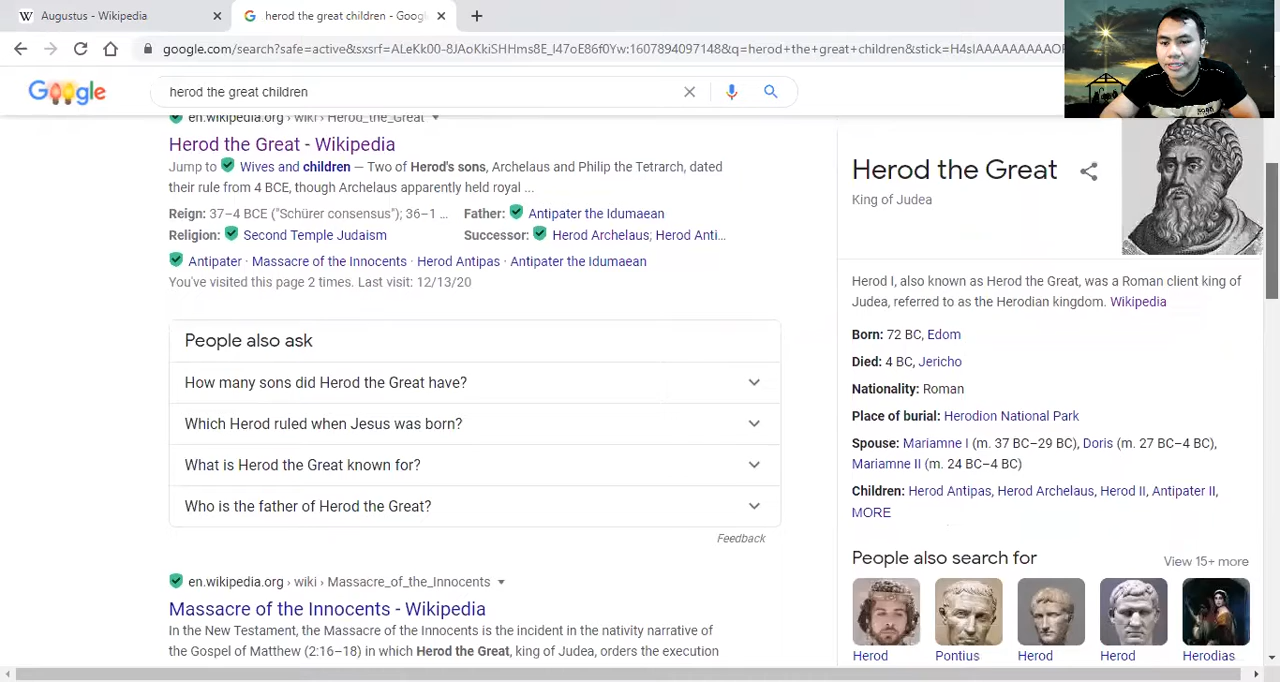 Augustus - Wikipedia
herod the great children - Goog
google.com/search?safe=active&sxsrf=ALeKk00-8JAoKkiSHHms8E_I47oE86f0Yw:1607894097148&q=herod+the+great+children&stick=H4sIAAAAAAAAAOF
Google
herod the great children
en.wikipedia.org › wiki › Herod_the_Great
Herod the Great - Wikipedia
Jump to Wives and children — Two of Herod's sons, Archelaus and Philip the Tetrarch, dated
their rule from 4 BCE, though Archelaus apparently held royal ...
Reign: 37–4 BCE ("Schürer consensus"); 36–1 ... Father: Antipater the Idumaean
Religion: Second Temple Judaism Successor: Herod Archelaus; Herod Anti...
Antipater · Massacre of the Innocents · Herod Antipas · Antipater the Idumaean
You've visited this page 2 times. Last visit: 12/13/20
People also ask
How many sons did Herod the Great have?
Which Herod ruled when Jesus was born?
What is Herod the Great known for?
Who is the father of Herod the Great?
Feedback
en.wikipedia.org › wiki › Massacre_of_the_Innocents
Massacre of the Innocents - Wikipedia
In the New Testament, the Massacre of the Innocents is the incident in the nativity narrative of
the Gospel of Matthew (2:16–18) in which Herod the Great, king of Judea, orders the execution
Herod the Great
King of Judea
Herod I, also known as Herod the Great, was a Roman client king of
Judea, referred to as the Herodian kingdom. Wikipedia
Born: 72 BC, Edom
Died: 4 BC, Jericho
Nationality: Roman
Place of burial: Herodion National Park
Spouse: Mariamne I (m. 37 BC–29 BC), Doris (m. 27 BC–4 BC),
Mariamne II (m. 24 BC–4 BC)
Children: Herod Antipas, Herod Archelaus, Herod II, Antipater II,
MORE
People also search for
View 15+ more
Herod Pontius Herod Herod Herodias